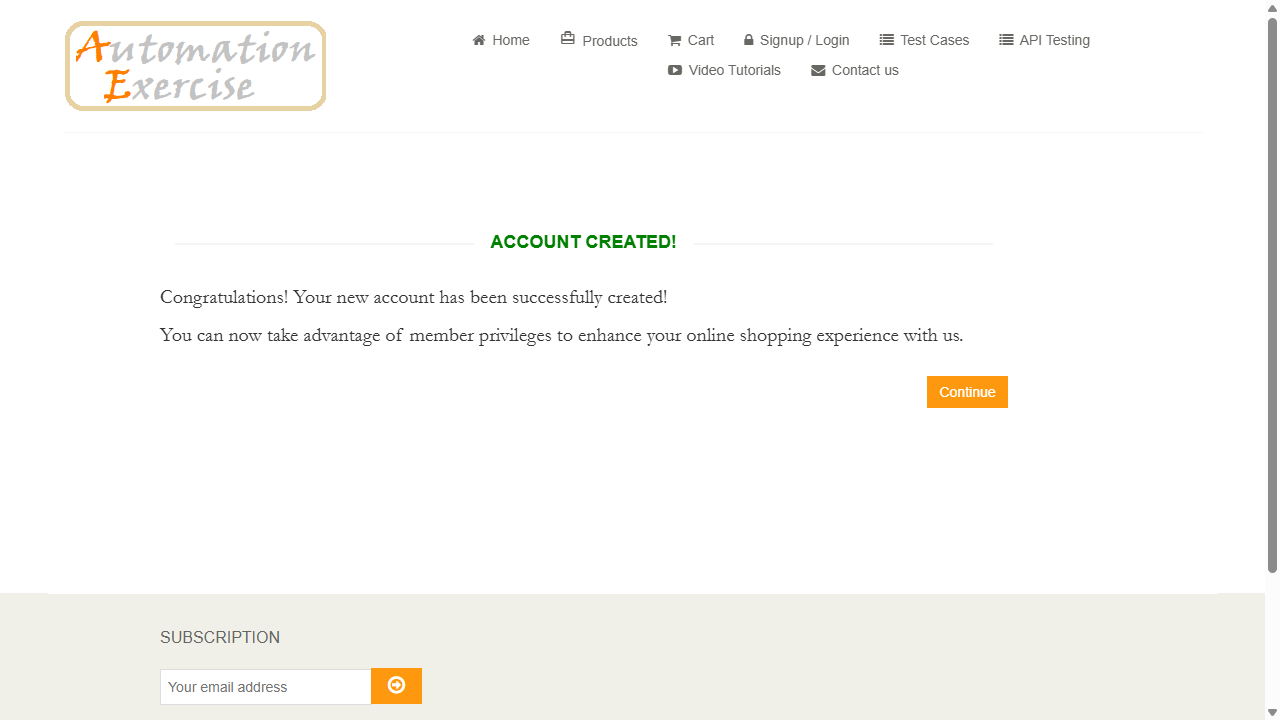 Automation
Exercise
Home
Products
Cart
Signup / Login
Test Cases
API Testing
Video Tutorials
Contact us
ACCOUNT CREATED!
Congratulations! Your new account has been successfully created!
You can now take advantage of member privileges to enhance your online shopping experience with us.
Continue
SUBSCRIPTION
Your email address